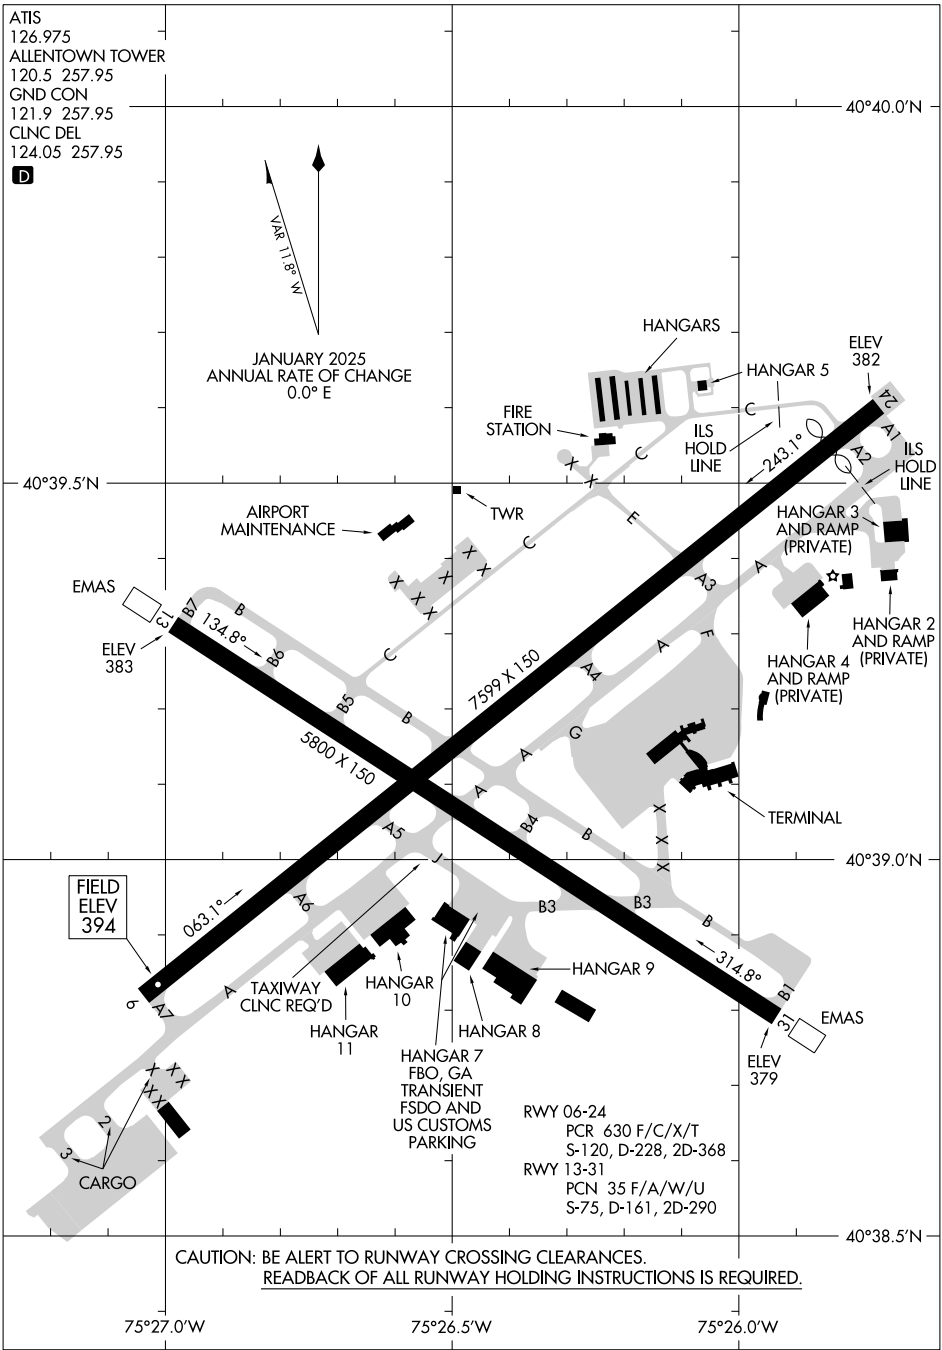 ATIS
126.975
ALLENTOWN TOWER
120.5 257.95
GND CON
121.9 257.95
CLNC DEL
124.05 257.95
D
40°40.0'N
VAR 11.8° W
JANUARY 2025
ANNUAL RATE OF CHANGE
0.0° E
HANGARS
ELEV
382
HANGAR 5
24
C
FIRE
STATION
ILS
HOLD
LINE
A1
A2
ILS
HOLD
LINE
C
243.1°
X
X
40°39.5'N
TWR
AIRPORT
MAINTENANCE
E
HANGAR 3
AND RAMP
(PRIVATE)
C
X
X
X
X
X
X
A
A3
EMAS
13
B7
B
134.8°
B6
ELEV
383
F
HANGAR 2
AND RAMP
(PRIVATE)
HANGAR 4
AND RAMP
(PRIVATE)
C
A
A4
7599 X 150
B5
B
G
A
5800 X 150
A
TERMINAL
X
X
X
A5
B4
B
J
40°39.0'N
FIELD
ELEV
394
063.1°
A6
B3
B3
B
314.8°
HANGAR 9
TAXIWAY
CLNC REQ'D
HANGAR
10
HANGAR
11
HANGAR 8
A
6
A7
B1
31
EMAS
ELEV
379
HANGAR 7
FBO, GA
TRANSIENT
FSDO AND
US CUSTOMS
PARKING
X
X
X
X
X
2
3
CARGO
RWY 06-24
PCR 630 F/C/X/T
S-120, D-228, 2D-368
RWY 13-31
PCN 35 F/A/W/U
S-75, D-161, 2D-290
40°38.5'N
CAUTION: BE ALERT TO RUNWAY CROSSING CLEARANCES.
READBACK OF ALL RUNWAY HOLDING INSTRUCTIONS IS REQUIRED.
75°27.0'W
75°26.5'W
75°26.0'W